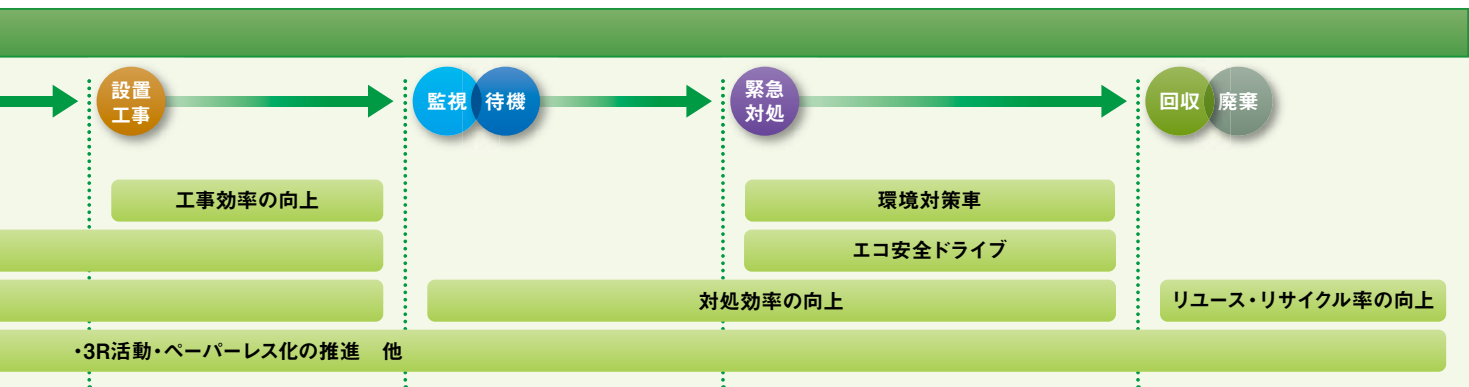 設置
工事
監視
待機
緊急
対処
回収
廃棄
工事効率の向上
環境対策車
エコ安全ドライブ
対処効率の向上
リユース・リサイクル率の向上
・3R活動・ペーパーレス化の推進　他